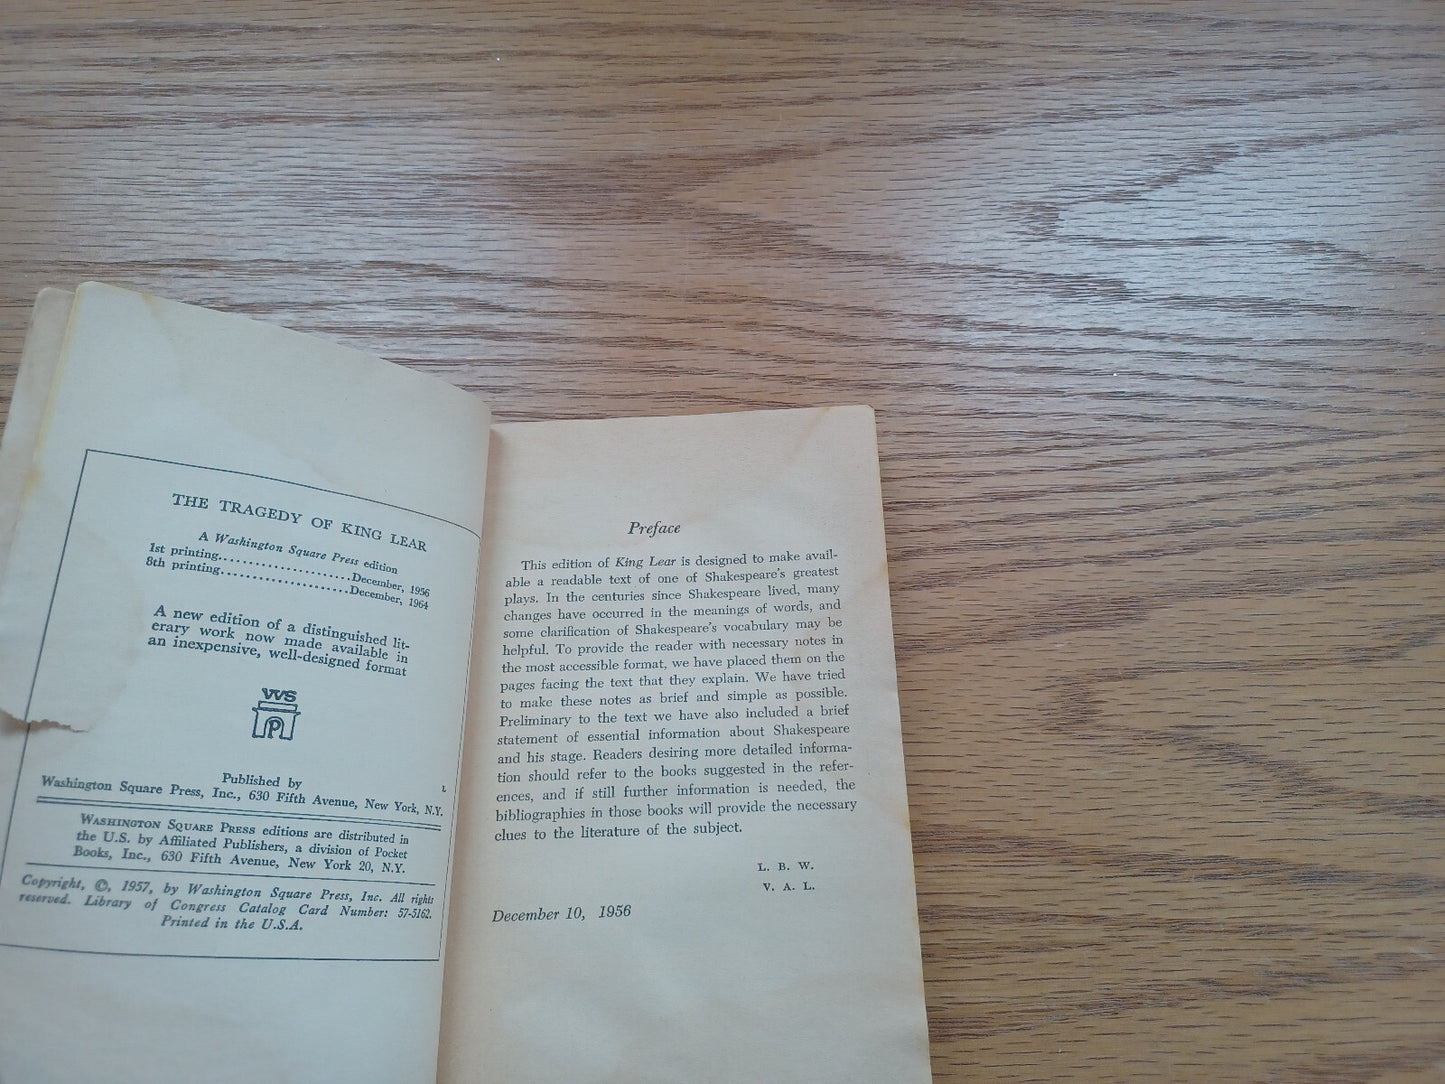 THE TRAGEDY OF KING LEAR
A Washington Square Press edition
1st printing.....................December, 1956
8th printing.....................December, 1964
A new edition of a distinguished lit-
erary work now made available in
an inexpensive, well-designed format
WS
P
Published by
L
Washington Square Press, Inc., 630 Fifth Avenue, New York, N.Y.
WASHINGTON SQUARE PRESS editions are distributed in
the U.S. by Affiliated Publishers, a division of Pocket
Books, Inc., 630 Fifth Avenue, New York 20, N.Y.
Copyright, ©, 1957, by Washington Square Press, Inc. All rights
reserved. Library of Congress Catalog Card Number: 57-5162.
Printed in the U.S.A.
Preface
This edition of King Lear is designed to make avail-
able a readable text of one of Shakespeare's greatest
plays. In the centuries since Shakespeare lived, many
changes have occurred in the meanings of words, and
some clarification of Shakespeare's vocabulary may be
helpful. To provide the reader with necessary notes in
the most accessible format, we have placed them on the
pages facing the text that they explain. We have tried
to make these notes as brief and simple as possible.
Preliminary to the text we have also included a brief
statement of essential information about Shakespeare
and his stage. Readers desiring more detailed informa-
tion should refer to the books suggested in the refer-
ences, and if still further information is needed, the
bibliographies in those books will provide the necessary
clues to the literature of the subject.
L. B. W.
V. A. L.
December 10, 1956